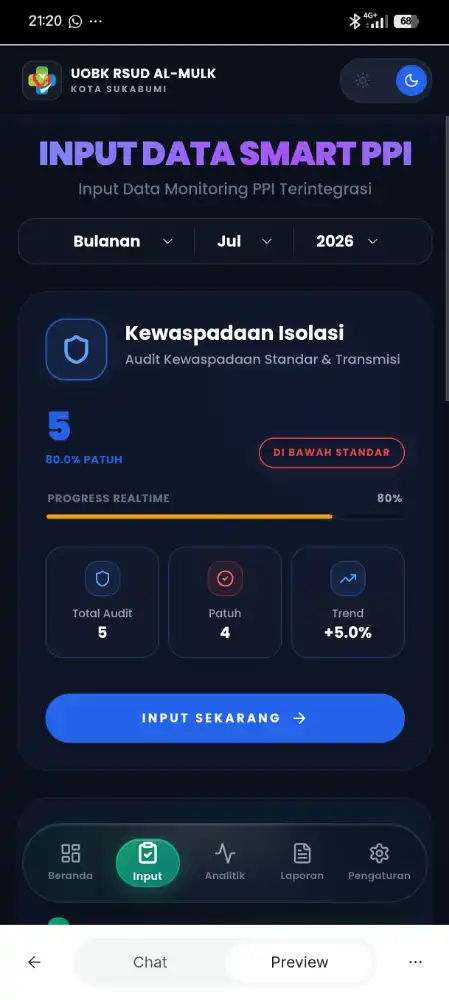 21:20
4G+
68
UOBK RSUD AL-MULK
KOTA SUKABUMI
INPUT DATA SMART PPI
Input Data Monitoring PPI Terintegrasi
Bulanan Jul 2026
Kewaspadaan Isolasi
Audit Kewaspadaan Standar & Transmisi
5
80.0% PATUH
DI BAWAH STANDAR
PROGRESS REALTIME 80%
Total Audit Patuh Trend
5 4 +5.0%
INPUT SEKARANG
Beranda Input Analitik Laporan Pengaturan
Chat Preview